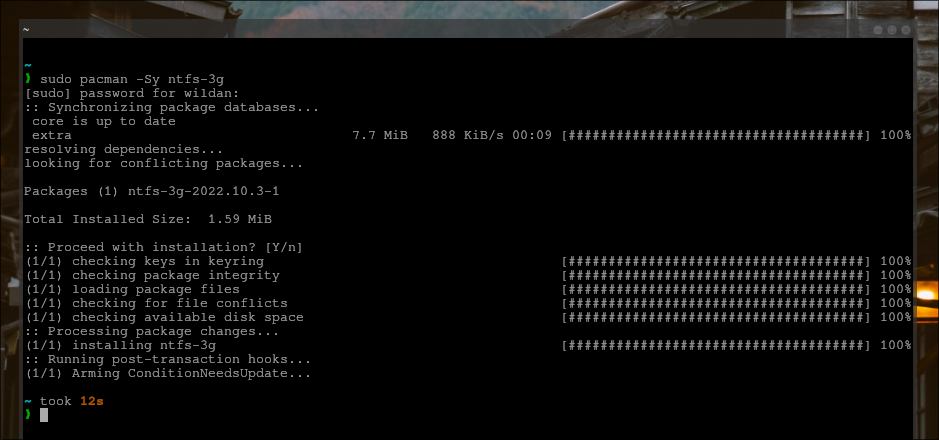 ~
~
❯ sudo pacman -Sy ntfs-3g
[sudo] password for wildan:
:: Synchronizing package databases...
core is up to date
extra 7.7 MiB 888 KiB/s 00:09 [#####################################] 100%
resolving dependencies...
looking for conflicting packages...
Packages (1) ntfs-3g-2022.10.3-1
Total Installed Size: 1.59 MiB
:: Proceed with installation? [Y/n]
(1/1) checking keys in keyring [#####################################] 100%
(1/1) checking package integrity [#####################################] 100%
(1/1) loading package files [#####################################] 100%
(1/1) checking for file conflicts [#####################################] 100%
(1/1) checking available disk space [#####################################] 100%
:: Processing package changes...
(1/1) installing ntfs-3g [#####################################] 100%
:: Running post-transaction hooks...
(1/1) Arming ConditionNeedsUpdate...
~ took 12s
❯